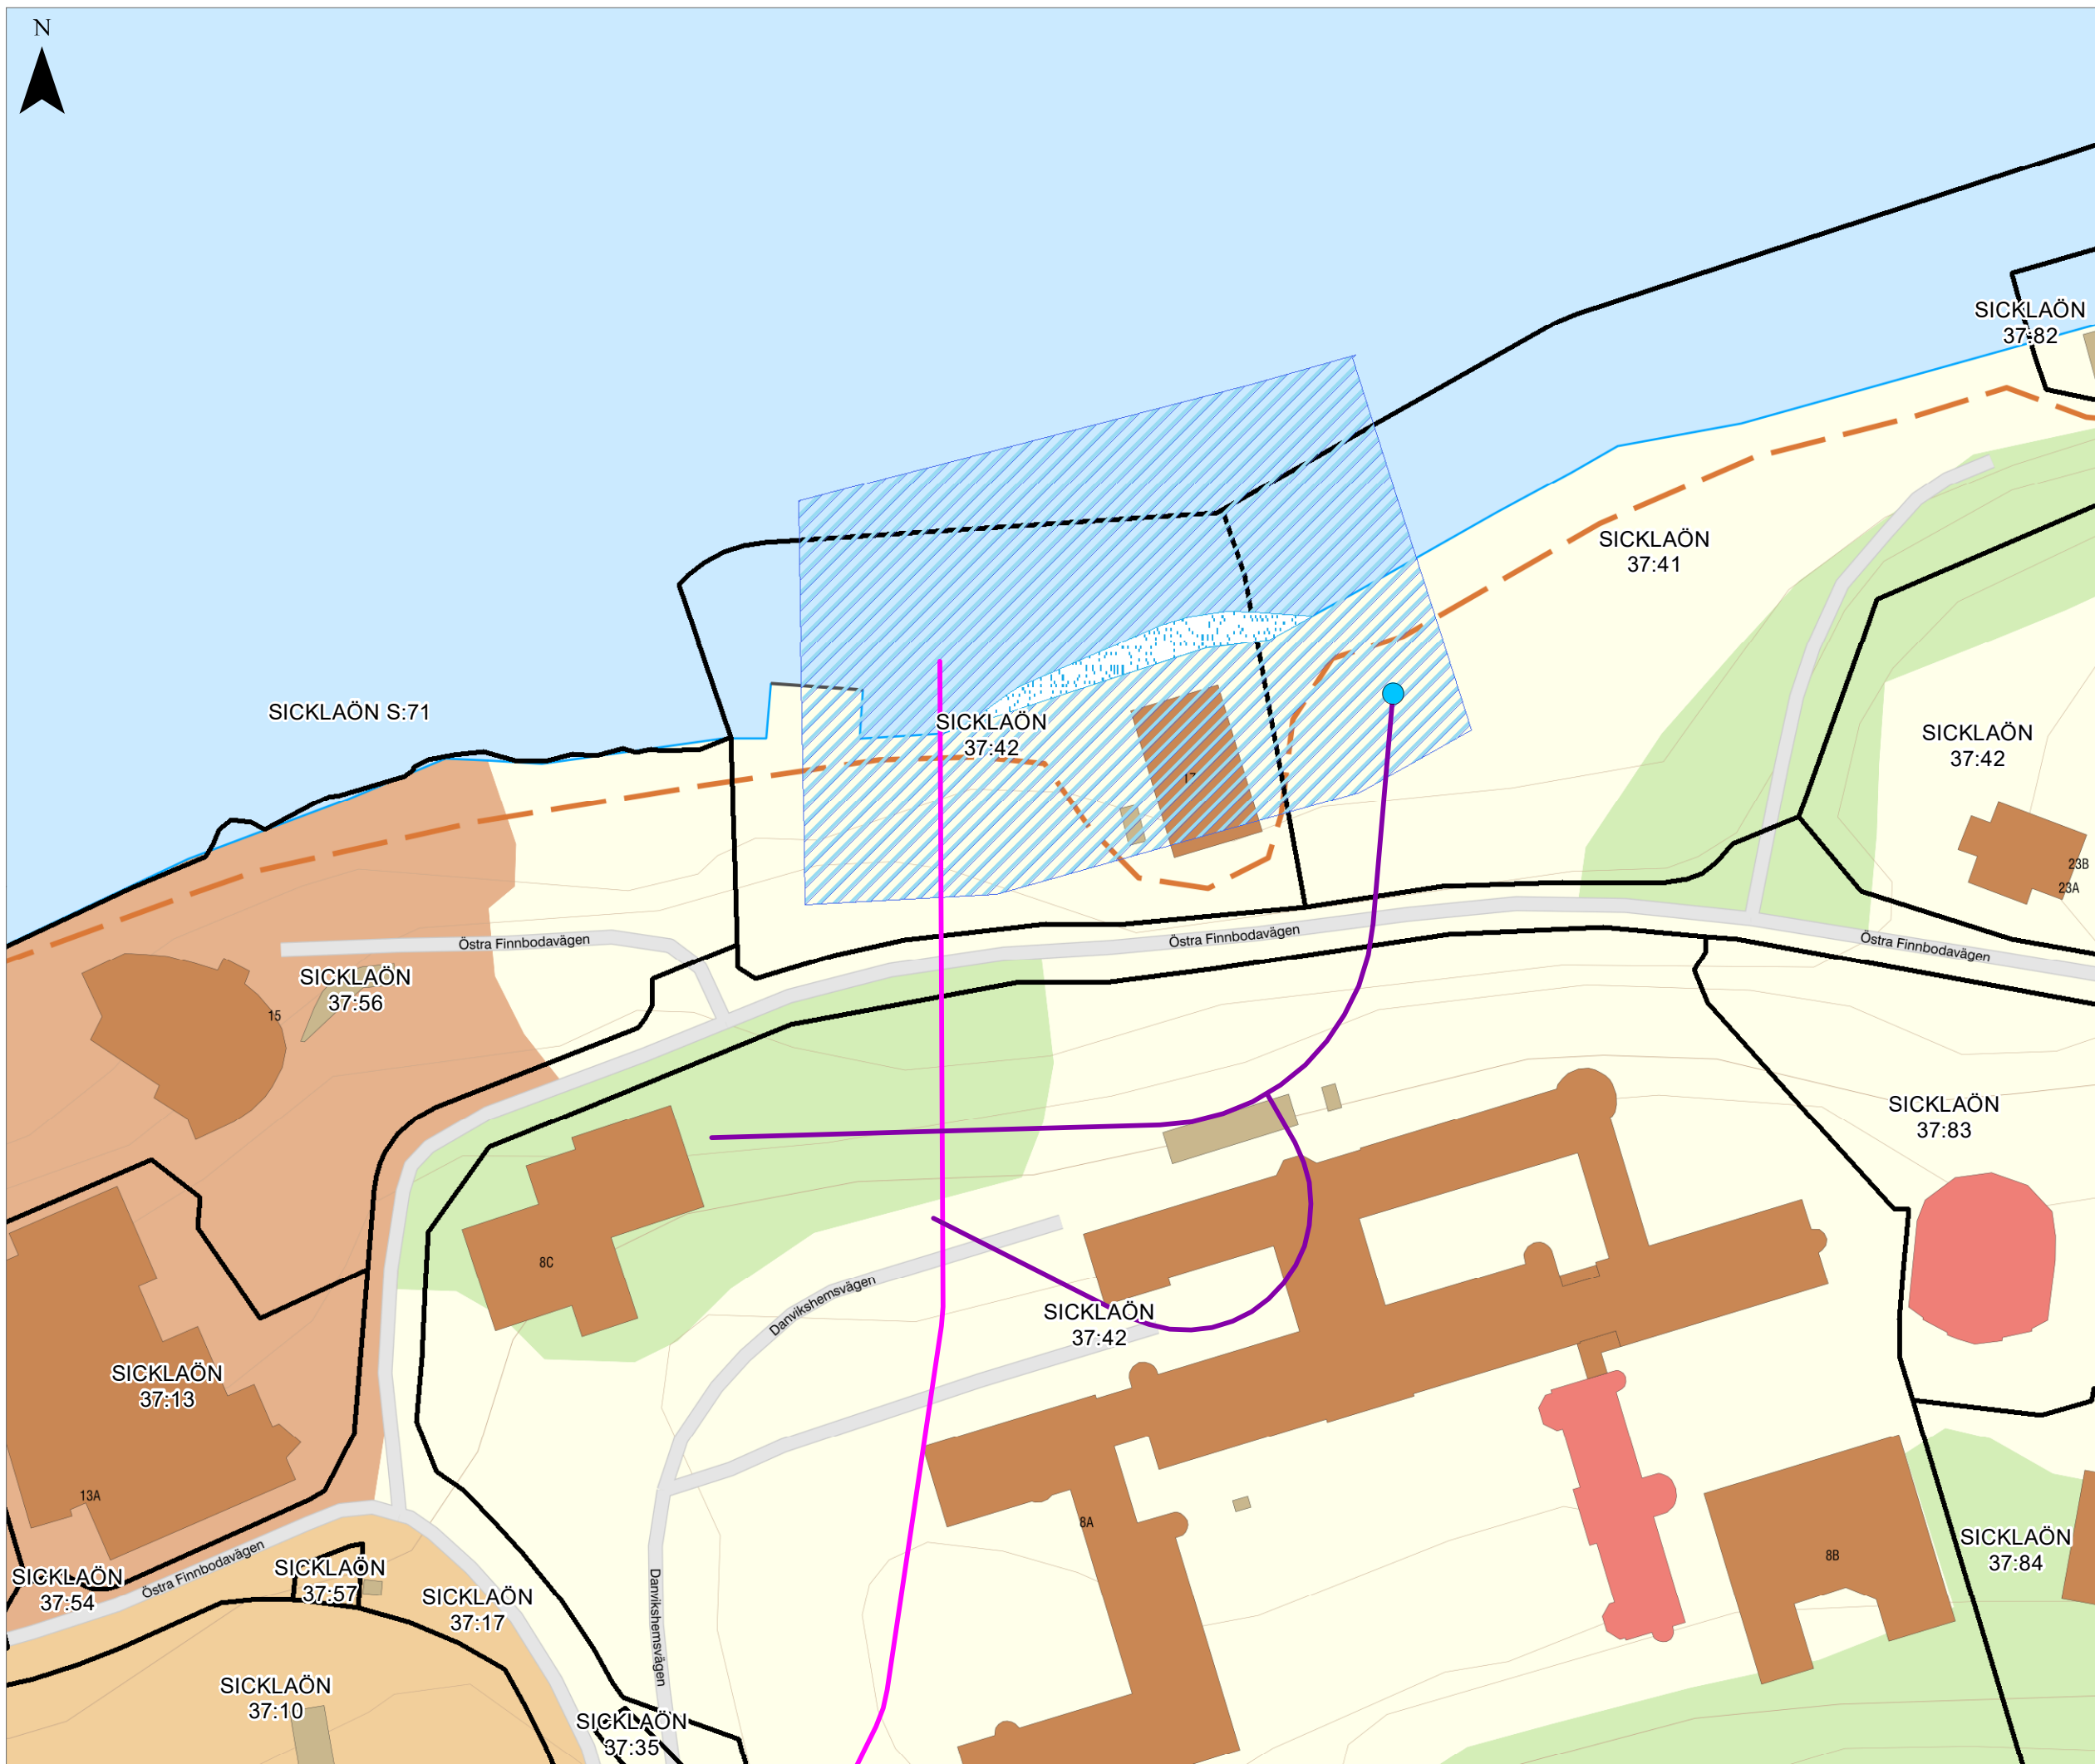 N
SICKLAÖN
37:82
SICKLAÖN
37:41
SICKLAÖN S:71
SICKLAÖN
37:42
17
SICKLAÖN
37:42
23B
23A
Östra Finnbodavägen
Östra Finnbodavägen
Östra Finnbodavägen
SICKLAÖN
37:56
15
SICKLAÖN
37:83
8C
Danvikshemsvägen
SICKLAÖN
37:42
SICKLAÖN
37:13
13A
8A
8B
SICKLAÖN
37:84
SICKLAÖN
37:54
Östra Finnbodavägen
SICKLAÖN
37:57
SICKLAÖN
37:17
Danvikshemsvägen
SICKLAÖN
37:10
SICKLAÖN
37:35